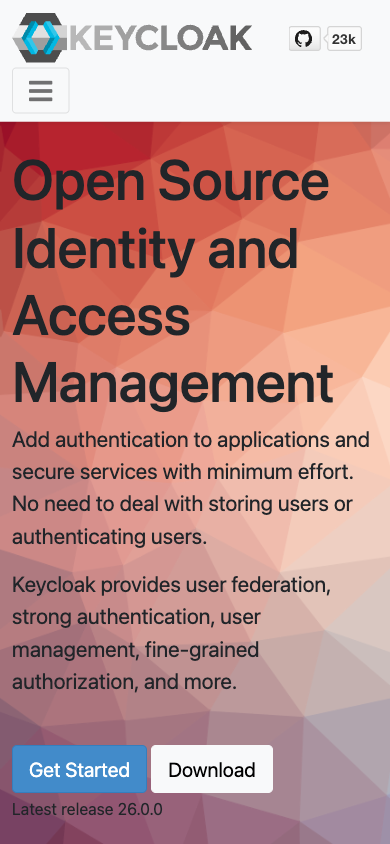 KEYCLOAK
23k
Open Source
Identity and
Access
Management
Add authentication to applications and
secure services with minimum effort.
No need to deal with storing users or
authenticating users.
Keycloak provides user federation,
strong authentication, user
management, fine-grained
authorization, and more.
Get Started
Download
Latest release 26.0.0